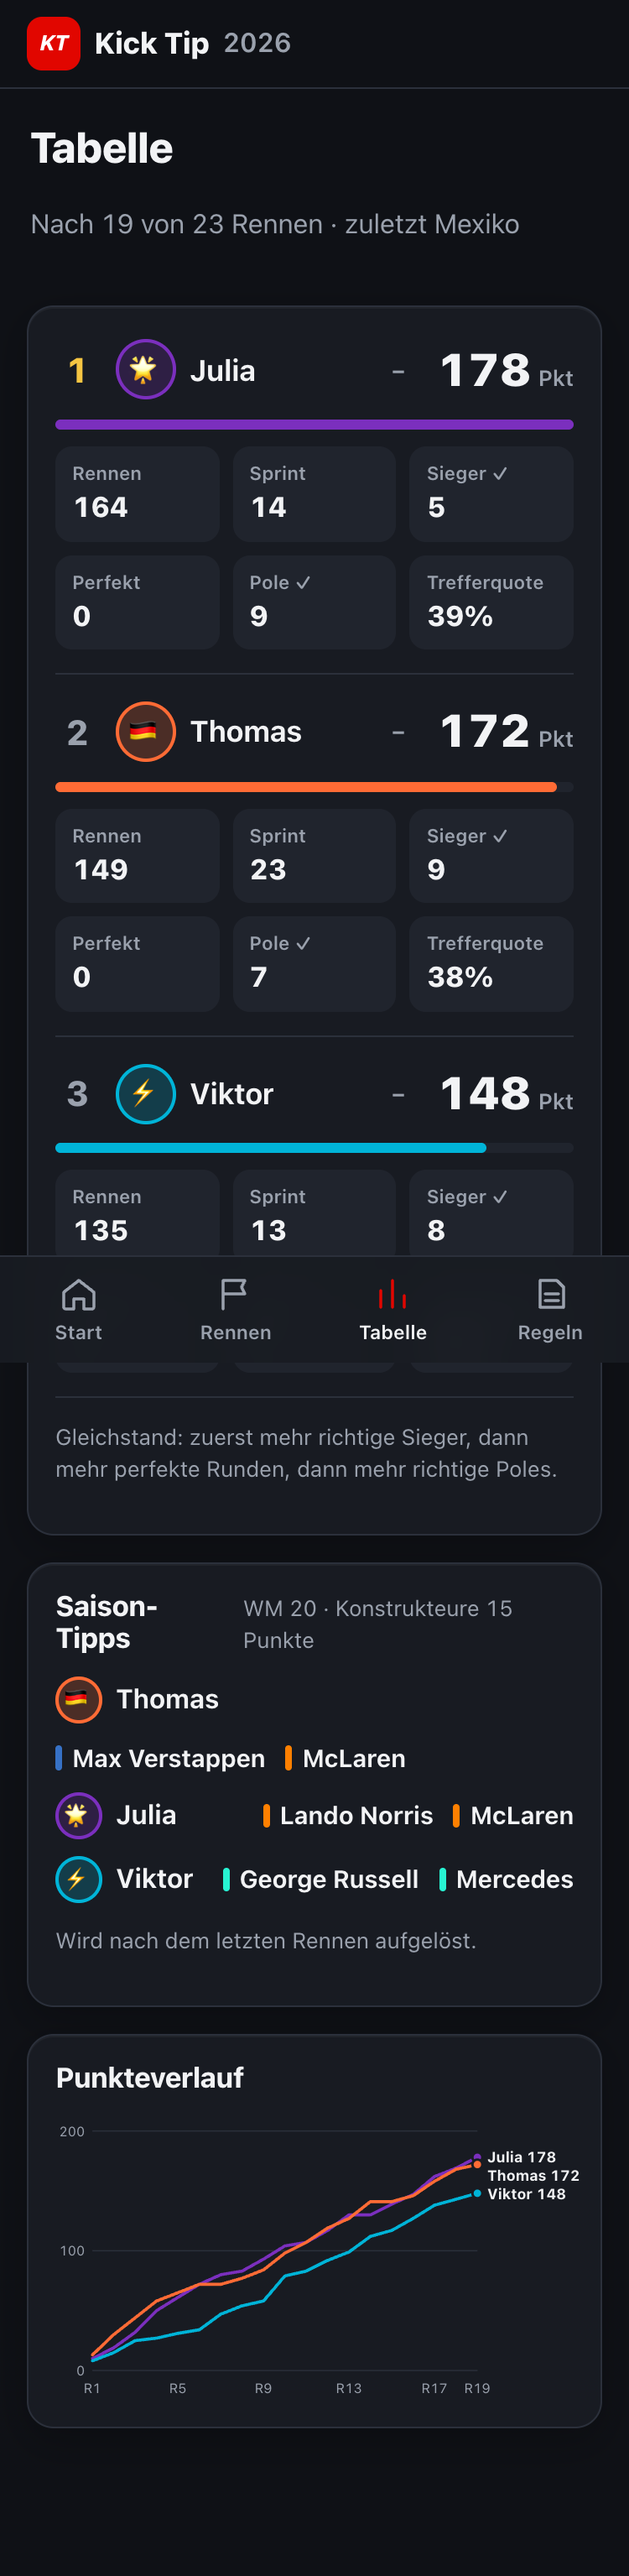 KT Kick Tip 2026
Tabelle
Nach 19 von 23 Rennen · zuletzt Mexiko
1 Julia – 178 Pkt
Rennen Sprint Sieger ✓
164 14 5
Perfekt Pole ✓ Trefferquote
0 9 39%
2 Thomas – 172 Pkt
Rennen Sprint Sieger ✓
149 23 9
Perfekt Pole ✓ Trefferquote
0 7 38%
3 Viktor – 148 Pkt
Rennen Sprint Sieger ✓
135 13 8
Start Rennen Tabelle Regeln
Gleichstand: zuerst mehr richtige Sieger, dann
mehr perfekte Runden, dann mehr richtige Poles.
Saison-
Tipps
WM 20 · Konstrukteure 15
Punkte
Thomas
Max Verstappen McLaren
Julia Lando Norris McLaren
Viktor George Russell Mercedes
Wird nach dem letzten Rennen aufgelöst.
Punkteverlauf
200
Julia 178
Thomas 172
Viktor 148
100
0
R1 R5 R9 R13 R17 R19